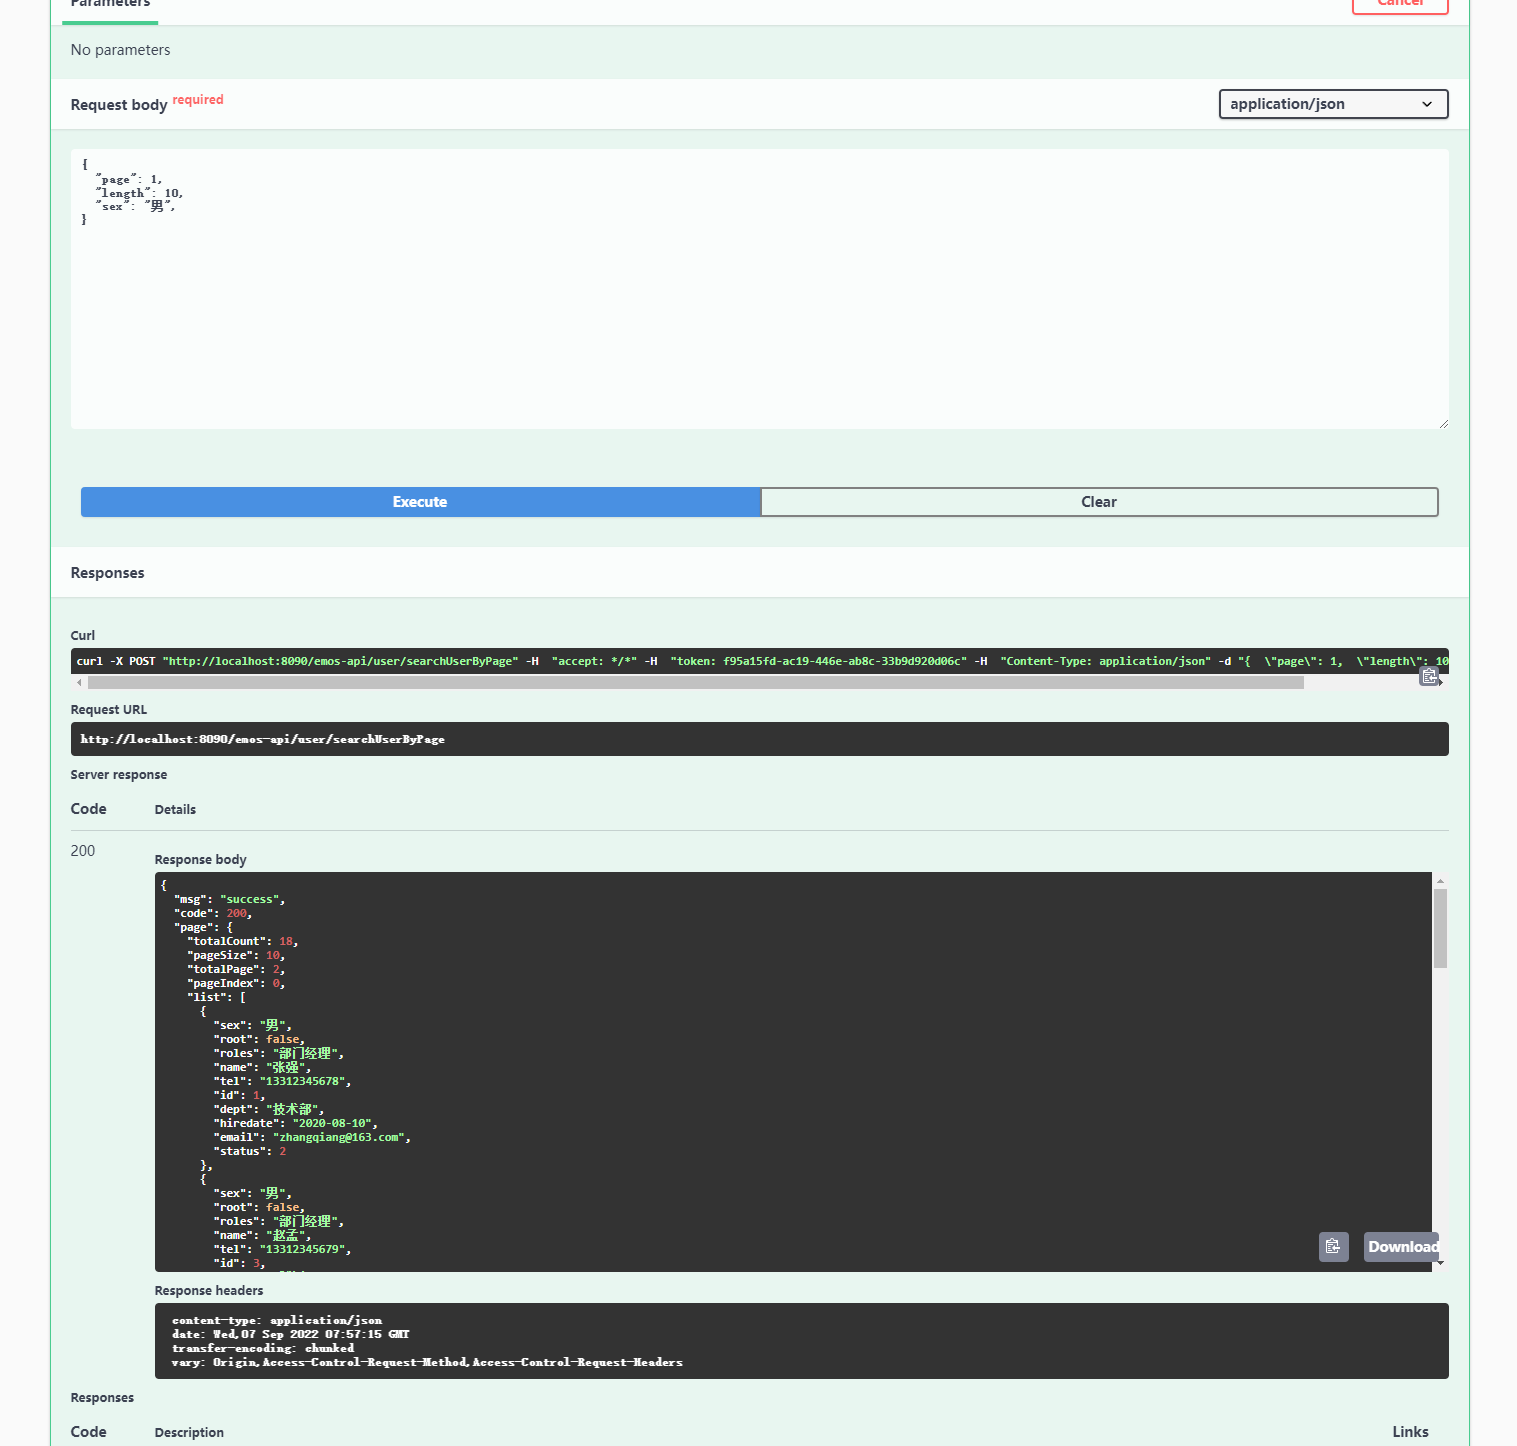 Parameters
Cancel
No parameters
Request body required
application/json
{
"page": 1,
"length": 10,
"sex": "男",
}
Execute
Clear
Responses
Curl
curl -X POST "http://localhost:8090/emos-api/user/searchUserByPage" -H "accept: */*" -H "token: f95a15fd-ac19-446e-ab8c-33b9d920d06c" -H "Content-Type: application/json" -d "{ \"page\": 1, \"length\": 10
Request URL
http://localhost:8090/emos-api/user/searchUserByPage
Server response
Code Details
200
Response body
{
"msg": "success",
"code": 200,
"page": {
"totalCount": 18,
"pageSize": 10,
"totalPage": 2,
"pageIndex": 0,
"list": [
{
"sex": "男",
"root": false,
"roles": "部门经理",
"name": "张强",
"tel": "13312345678",
"id": 1,
"dept": "技术部",
"hiredate": "2020-08-10",
"email": "zhangqiang@163.com",
"status": 2
},
{
"sex": "男",
"root": false,
"roles": "部门经理",
"name": "赵孟",
"tel": "13312345679",
"id": 3,
Download
Response headers
content-type: application/json
date: Wed,07 Sep 2022 07:57:15 GMT
transfer-encoding: chunked
vary: Origin,Access-Control-Request-Method,Access-Control-Request-Headers
Responses
Code Description Links